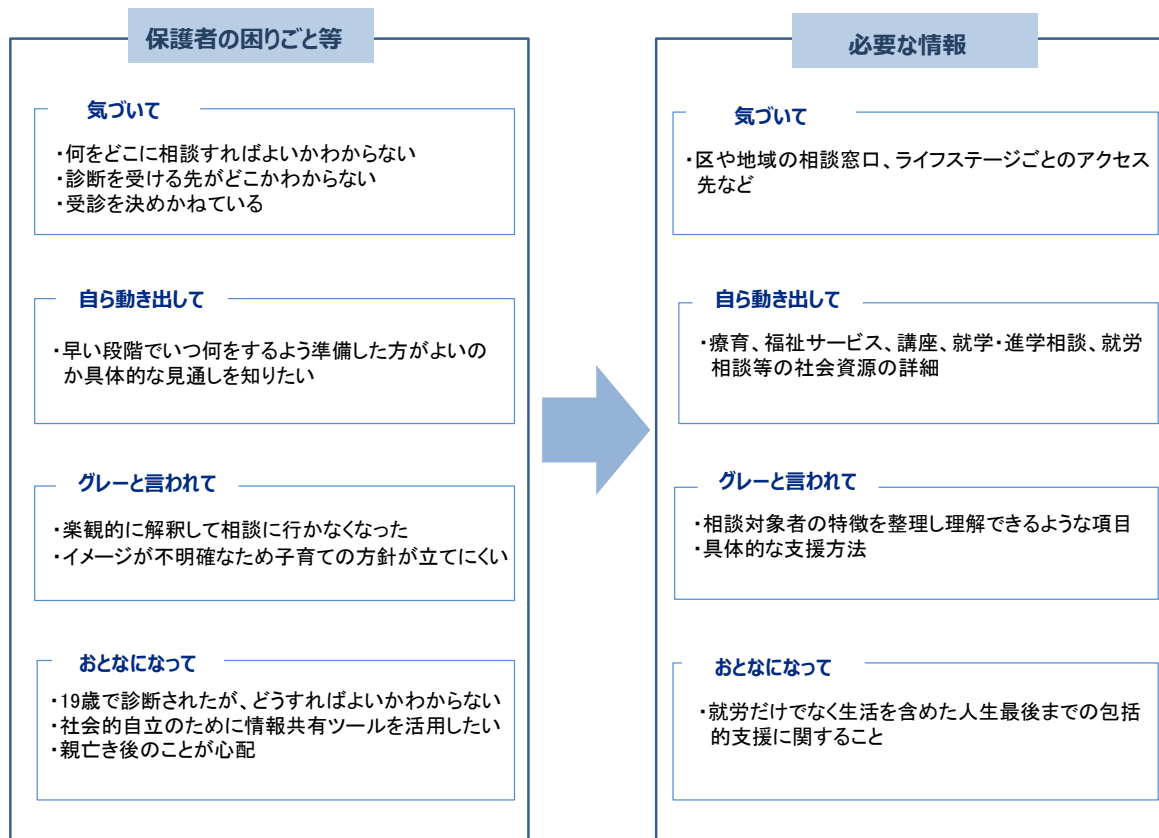 保護者の困りごと等
気づいて
・何をどこに相談すればよいかわからない
・診断を受ける先がどこかわからない
・受診を決めかねている
自ら動き出して
・早い段階でいつ何をするよう準備した方がよいの
か具体的な見通しを知りたい
グレーと言われて
・楽観的に解釈して相談に行かなくなった
・イメージが不明確なため子育ての方針が立てにくい
おとなになって
・19歳で診断されたが、どうすればよいかわからない
・社会的自立のために情報共有ツールを活用したい
・親亡き後のことが心配
必要な情報
気づいて
・区や地域の相談窓口、ライフステージごとのアクセス
先など
自ら動き出して
・療育、福祉サービス、講座、就学・進学相談、就労
相談等の社会資源の詳細
グレーと言われて
・相談対象者の特徴を整理し理解できるような項目
・具体的な支援方法
おとなになって
・就労だけでなく生活を含めた人生最後までの包括
的支援に関すること